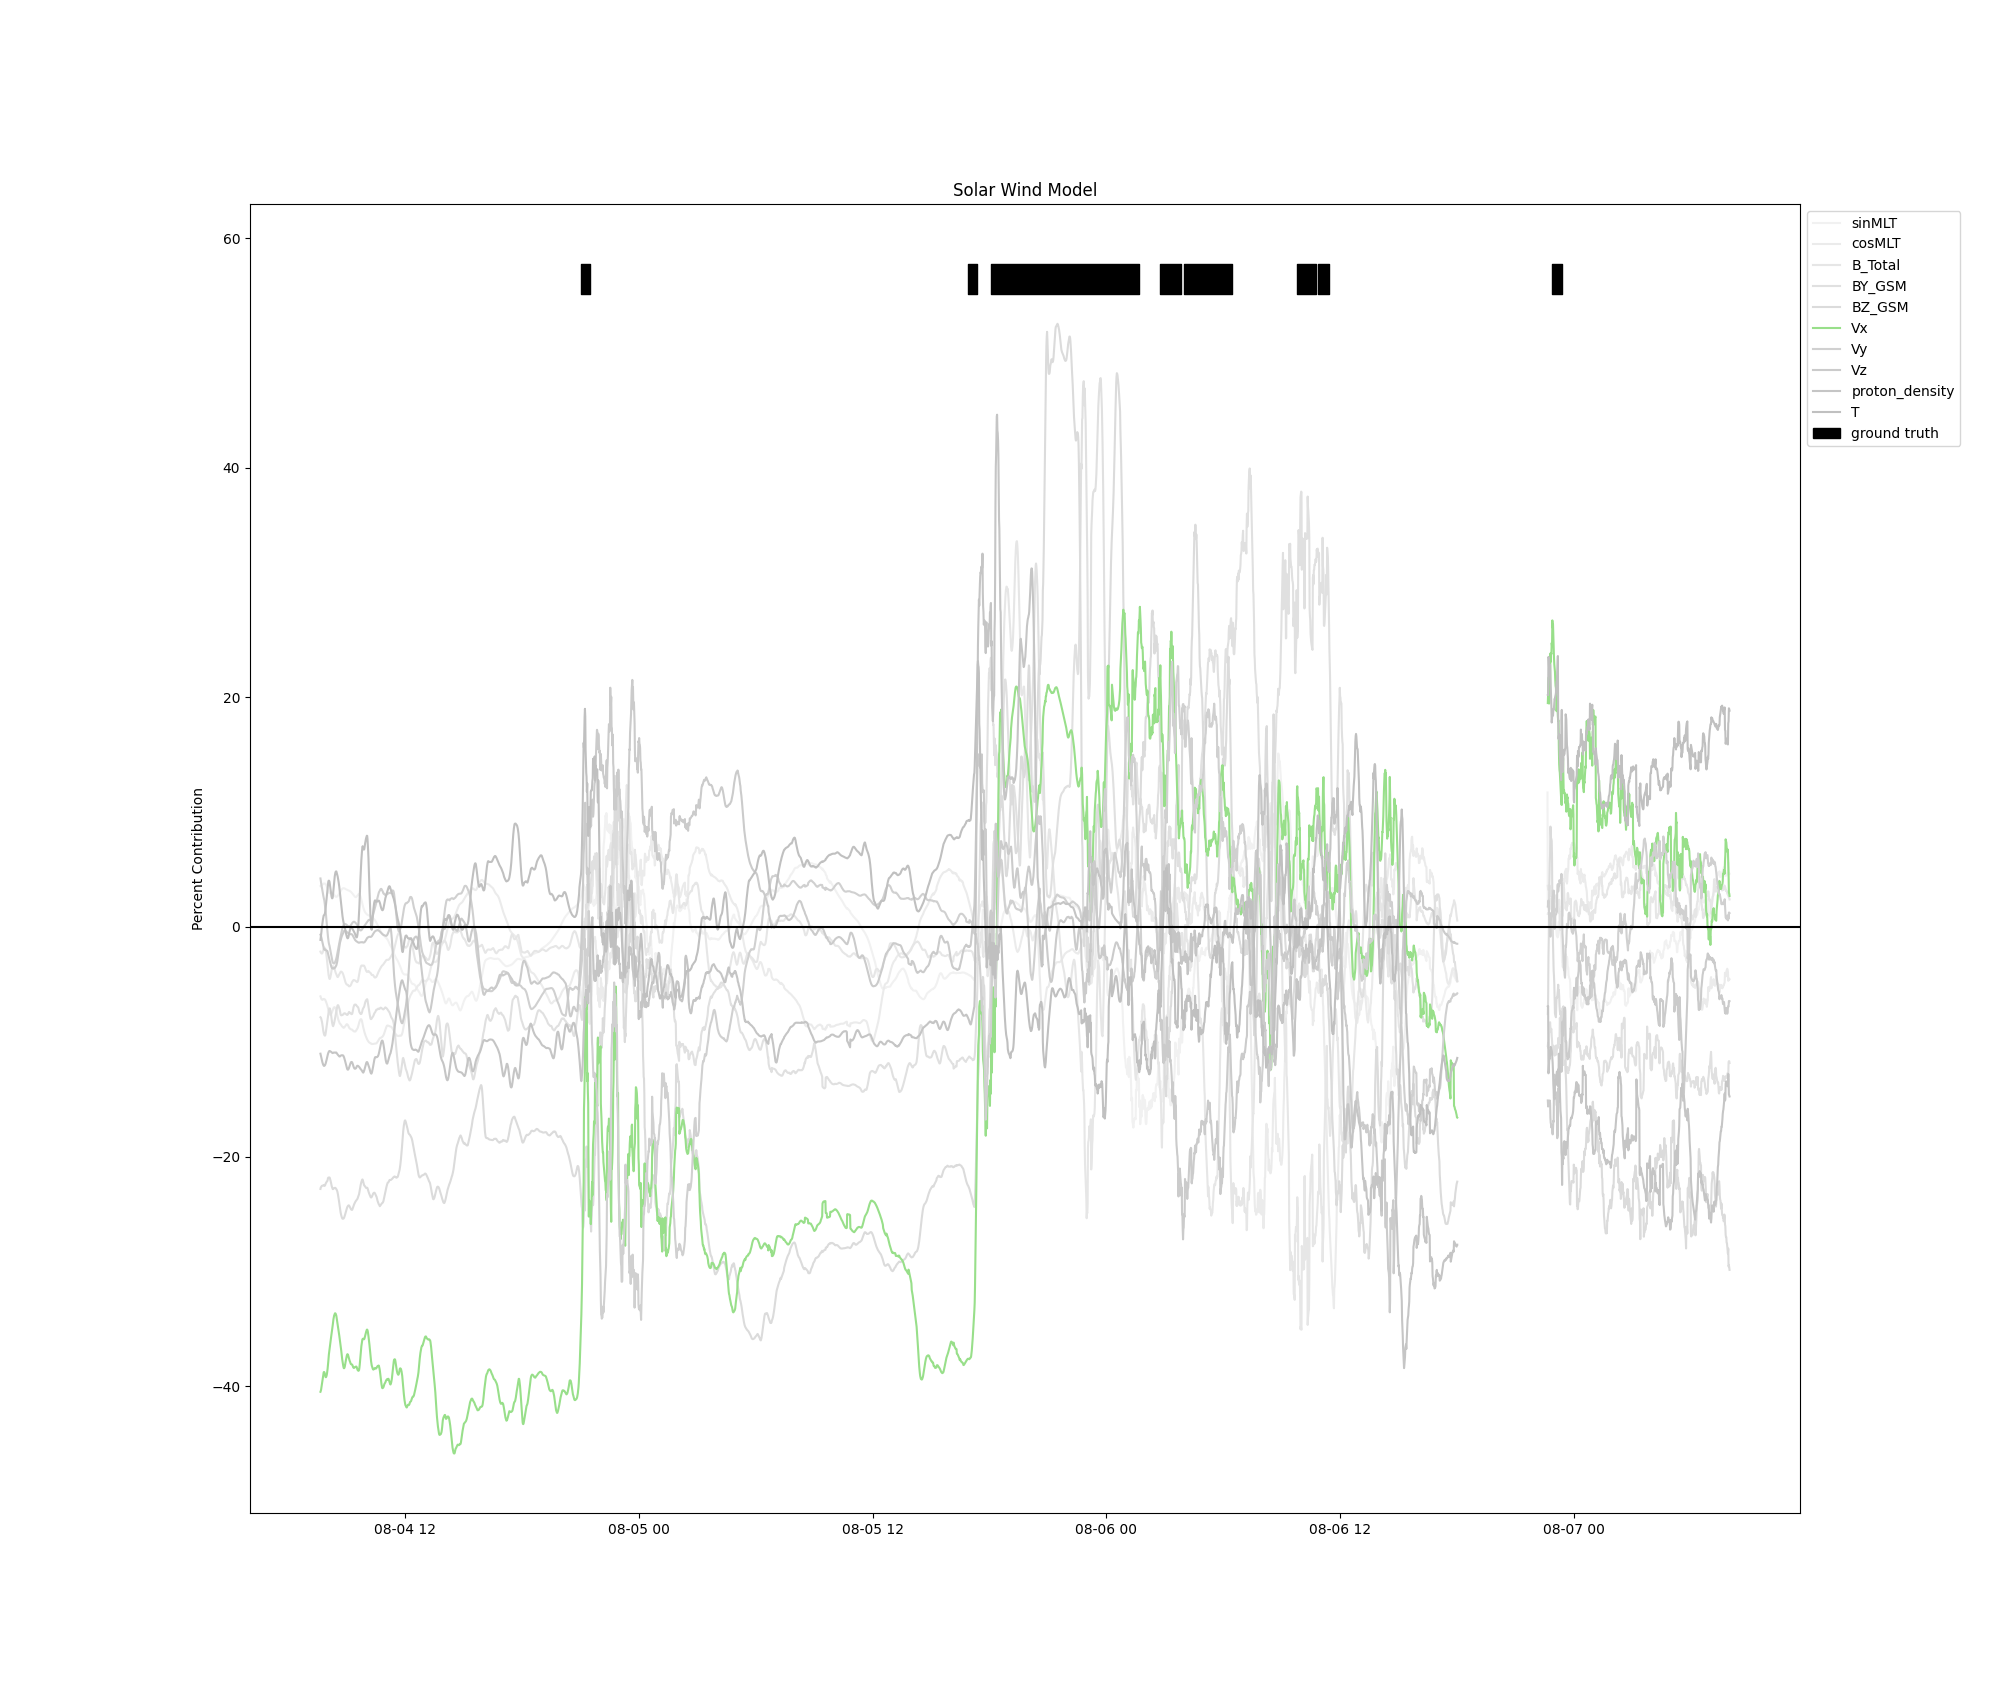 Solar Wind Model
60
40
20
0
−20
−40
Percent Contribution
08-04 12
08-05 00
08-05 12
08-06 00
08-06 12
08-07 00
sinMLT
cosMLT
B_Total
BY_GSM
BZ_GSM
Vx
Vy
Vz
proton_density
T
ground truth